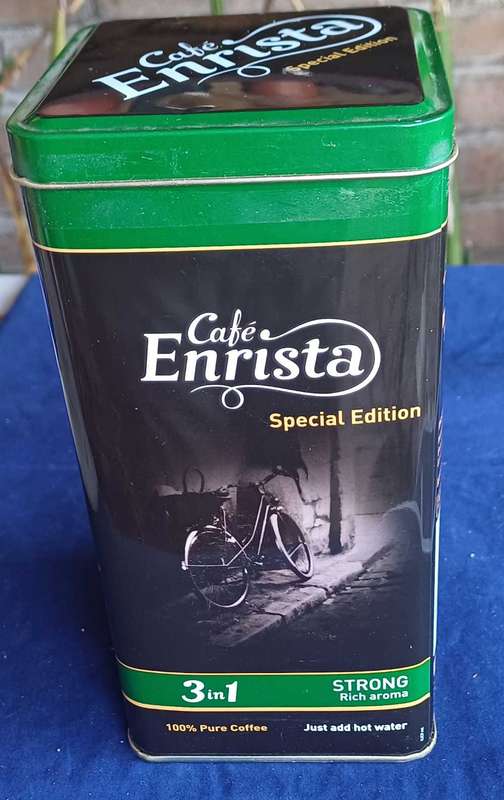 Café
Enrista
Special Edition
Café
Enrista
Special Edition
3in1
STRONG
Rich aroma
100% Pure Coffee
Just add hot water